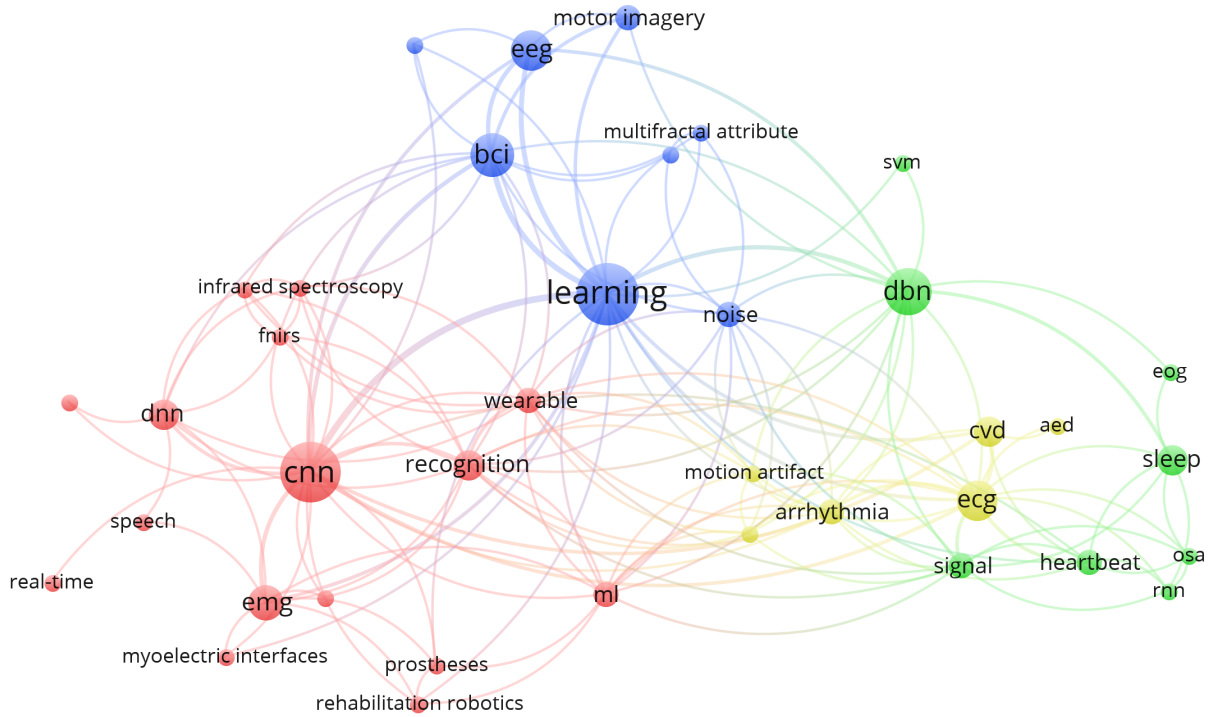 motor imagery
eeg
multifractal attribute
bci
svm
infrared spectroscopy
learning
dbn
noise
fnirs
eog
wearable
dnn
aed
cvd
recognition
sleep
cnn
motion artifact
ecg
arrhythmia
speech
osa
heartbeat
signal
real-time
rnn
ml
emg
myoelectric interfaces
prostheses
rehabilitation robotics